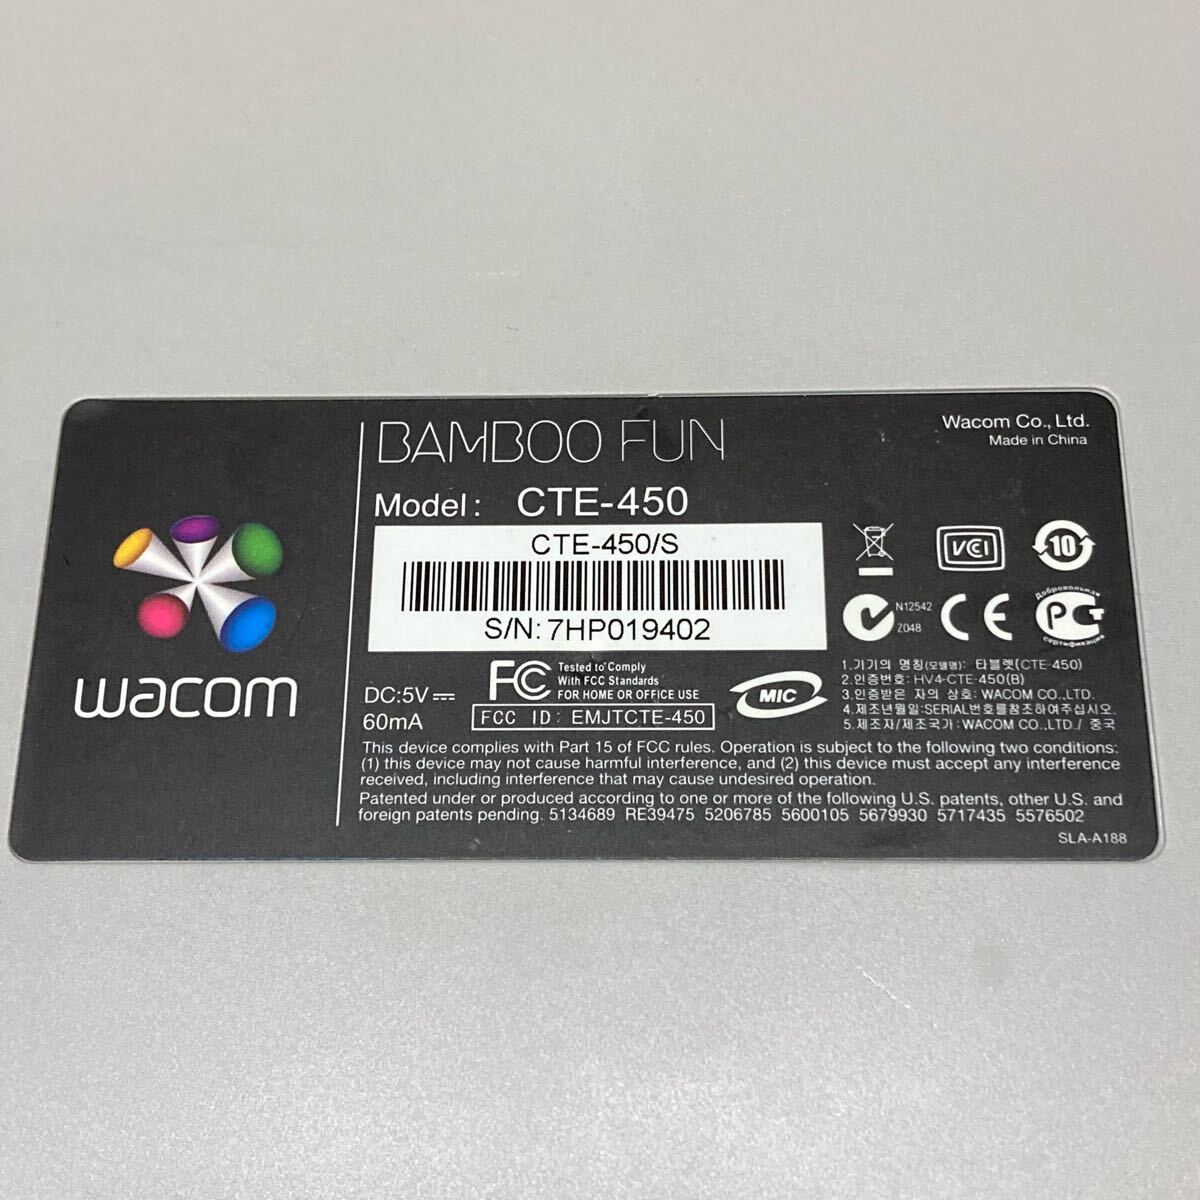 wacom
BAMBOO FUN
Wacom Co., Ltd.
Made in China
Model: CTE-450
CTE-450/S
S/N: 7HP019402
VCI
10
N12542
Z048
CE
Добровольная
РСТ
сертификация
DC:5V
60mA
FC
Tested to Comply
With FCC Standards
FOR HOME OR OFFICE USE
FCC ID: EMJTCTE-450
MIC
1.기기의 명칭(모델명): 타블렛(CTE-450)
2.인증번호: HV4-CTE-450(B)
3.인증받은 자의 상호: WACOM CO.,LTD.
4.제조년월일:SERIAL번호를참조하여주십시오.
5.제조자/제조국가:WACOM CO.,LTD./ 중국
This device complies with Part 15 of FCC rules. Operation is subject to the following two conditions:
(1) this device may not cause harmful interference, and (2) this device must accept any interference
received, including interference that may cause undesired operation.
Patented under or produced according to one or more of the following U.S. patents, other U.S. and
foreign patents pending. 5134689 RE39475 5206785 5600105 5679930 5717435 5576502
SLA-A188